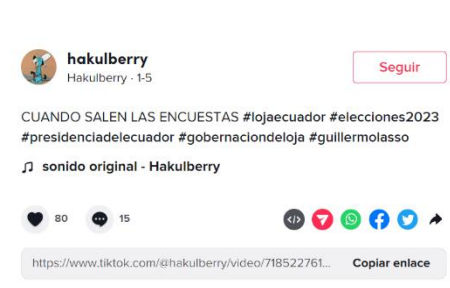 hakulberry
Hakulberry · 1-5
Seguir
CUANDO SALEN LAS ENCUESTAS #lojaecuador #elecciones2023
#presidenciadelecuador #gobernaciondeloja #guillermolasso
sonido original - Hakulberry
80
15
https://www.tiktok.com/@hakulberry/video/718522761...
Copiar enlace